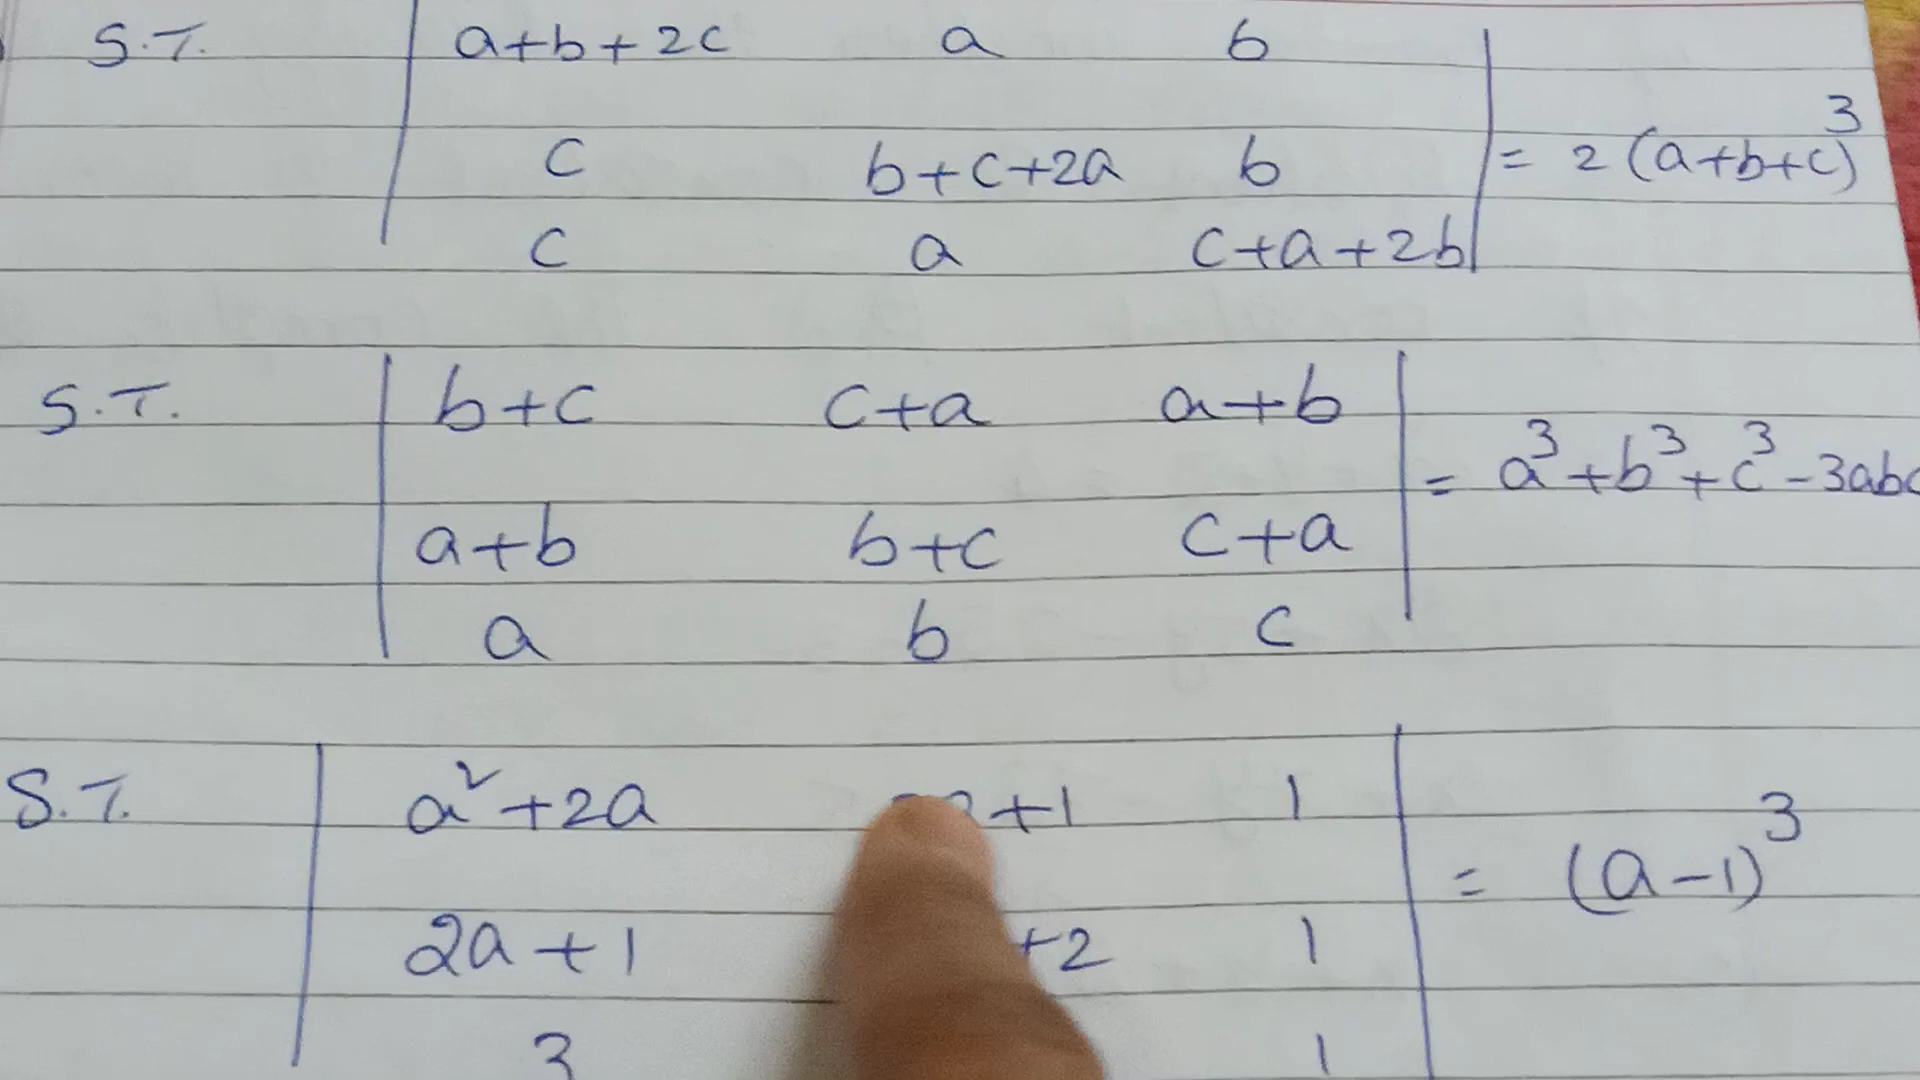 S.T. | a+b+2c a b |
c b+c+2a b = 2(a+b+c)³
c a c+a+2b
S.T. | b+c c+a a+b |
= a³+b³+c³-3abc
a+b b+c c+a
a b c
S.T. | a²+2a +1 1 |
= (a-1)³
2a+1 +2 1
3 1